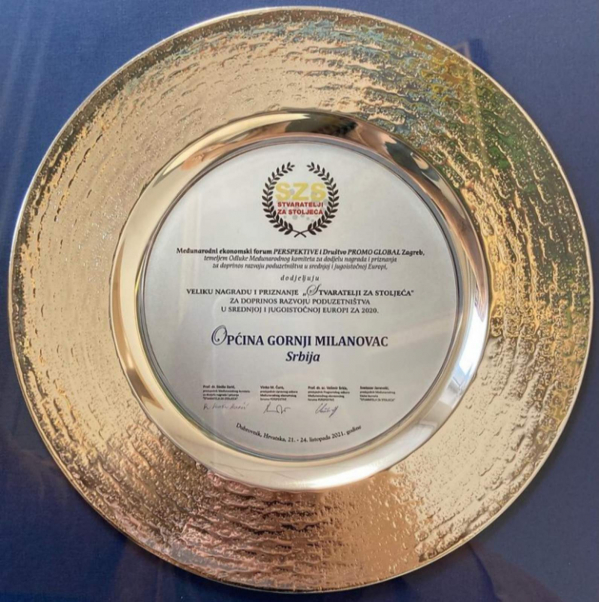 SZS
STVARATELJI
ZA STOLJEĆA
Međunarodni ekonomski forum PERSPEKTIVE I Društvo PROMO GLOBAL Zagreb,
temeljem Odluke Međunarodnog komiteta za dodjelu nagrada i priznanja
za doprinos razvoju poduzetništva u srednjoj i jugoistočnoj Europi,
dodjeljuju
VELIKU NAGRADU I PRIZNANJE „STVARATELJI ZA STOLJEĆA"
ZA DOPRINOS RAZVOJU PODUZETNIŠTVA
U SREDNJOJ I JUGOISTOČNOJ EUROPI ZA 2020.
OPĆINA GORNJI MILANOVAC
Srbija
Dubrovnik, Hrvatska, 21. - 24. listopada 2021. godine